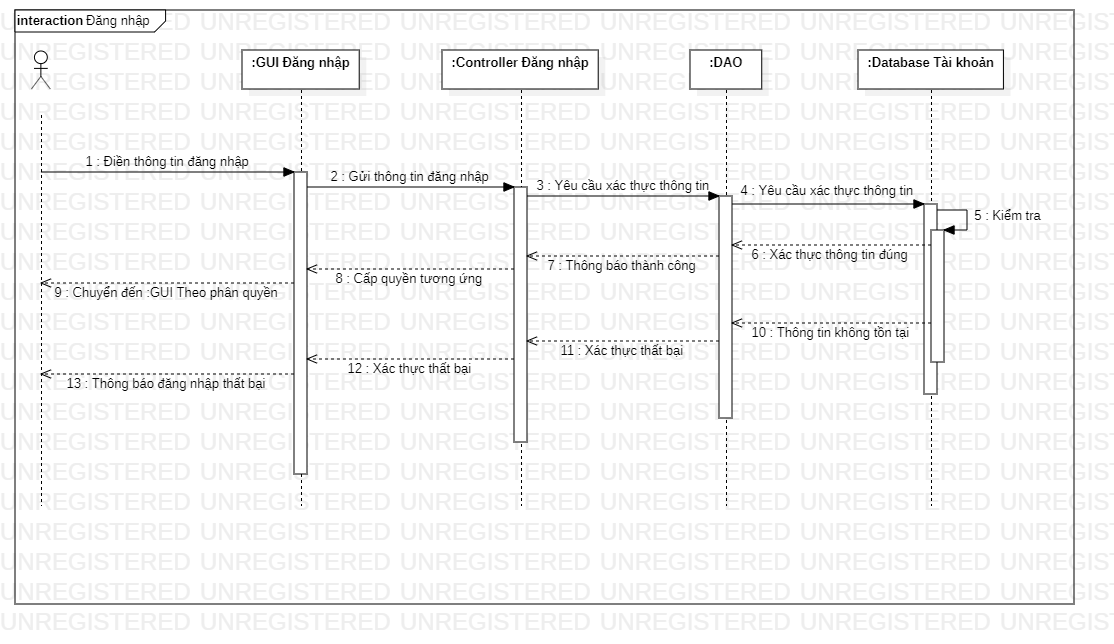 interaction Đăng nhập
:GUI Đăng nhập
:Controller Đăng nhập
:DAO
:Database Tài khoản
1 : Điền thông tin đăng nhập
2 : Gửi thông tin đăng nhập
3 : Yêu cầu xác thực thông tin
4 : Yêu cầu xác thực thông tin
5 : Kiểm tra
6 : Xác thực thông tin đúng
7 : Thông báo thành công
8 : Cấp quyền tương ứng
9 : Chuyển đến :GUI Theo phân quyền
10 : Thông tin không tồn tại
11 : Xác thực thất bại
12 : Xác thực thất bại
13 : Thông báo đăng nhập thất bại
UNREGISTERED